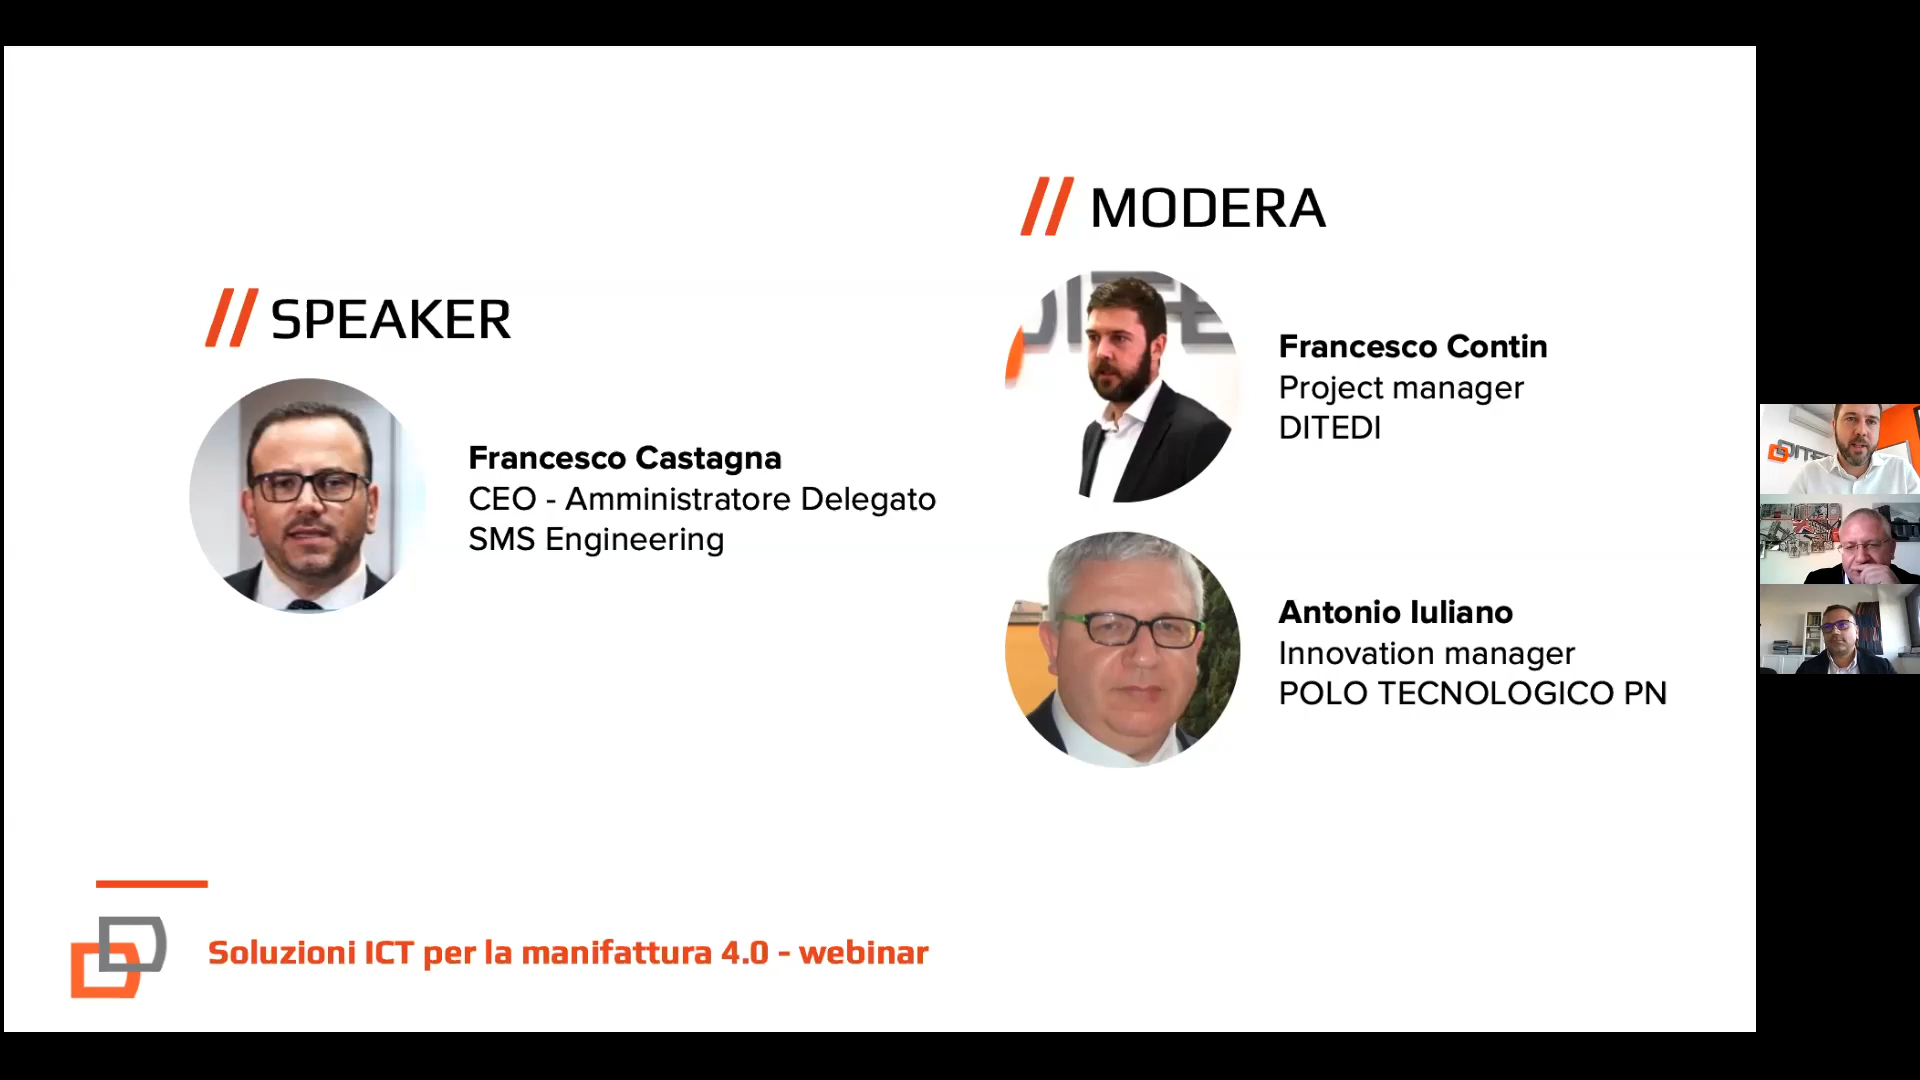 // SPEAKER
Francesco Castagna
CEO - Amministratore Delegato
SMS Engineering
// MODERA
Francesco Contin
Project manager
DITEDI
Antonio Iuliano
Innovation manager
POLO TECNOLOGICO PN
Soluzioni ICT per la manifattura 4.0 - webinar